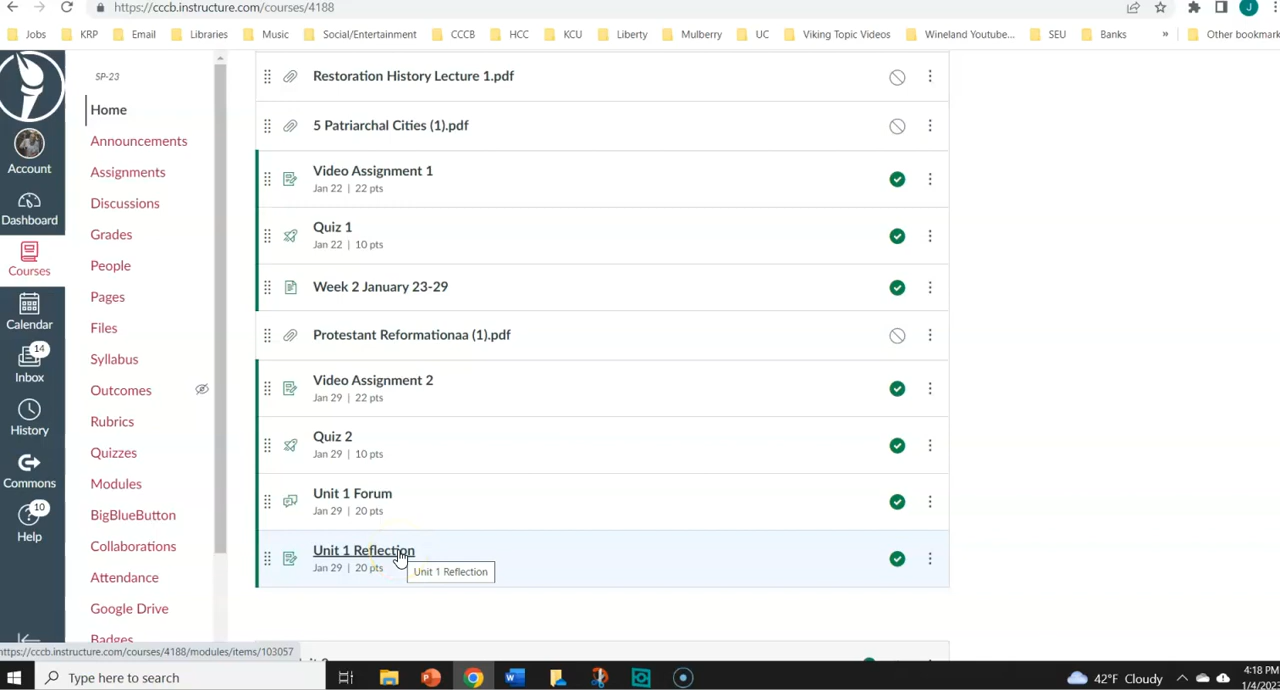 https://cccb.instructure.com/courses/4188
J
Jobs KRP Email Libraries Music Social/Entertainment CCCB HCC KCU Liberty Mulberry UC Viking Topic Videos Wineland Youtube... SEU Banks » Other bookmark
SP-23
Home
Announcements
Assignments
Discussions
Grades
People
Pages
Files
Syllabus
Outcomes
Rubrics
Quizzes
Modules
BigBlueButton
Collaborations
Attendance
Google Drive
Badges
Account
Dashboard
Courses
Calendar
14
Inbox
History
Commons
10
Help
Restoration History Lecture 1.pdf
5 Patriarchal Cities (1).pdf
Video Assignment 1
Jan 22 | 22 pts
Quiz 1
Jan 22 | 10 pts
Week 2 January 23-29
Protestant Reformationaa (1).pdf
Video Assignment 2
Jan 29 | 22 pts
Quiz 2
Jan 29 | 10 pts
Unit 1 Forum
Jan 29 | 20 pts
Unit 1 Reflection
Jan 29 | 20 pts
Unit 1 Reflection
https://cccb.instructure.com/courses/4188/modules/items/103057
Type here to search
42°F Cloudy
4:18 PM